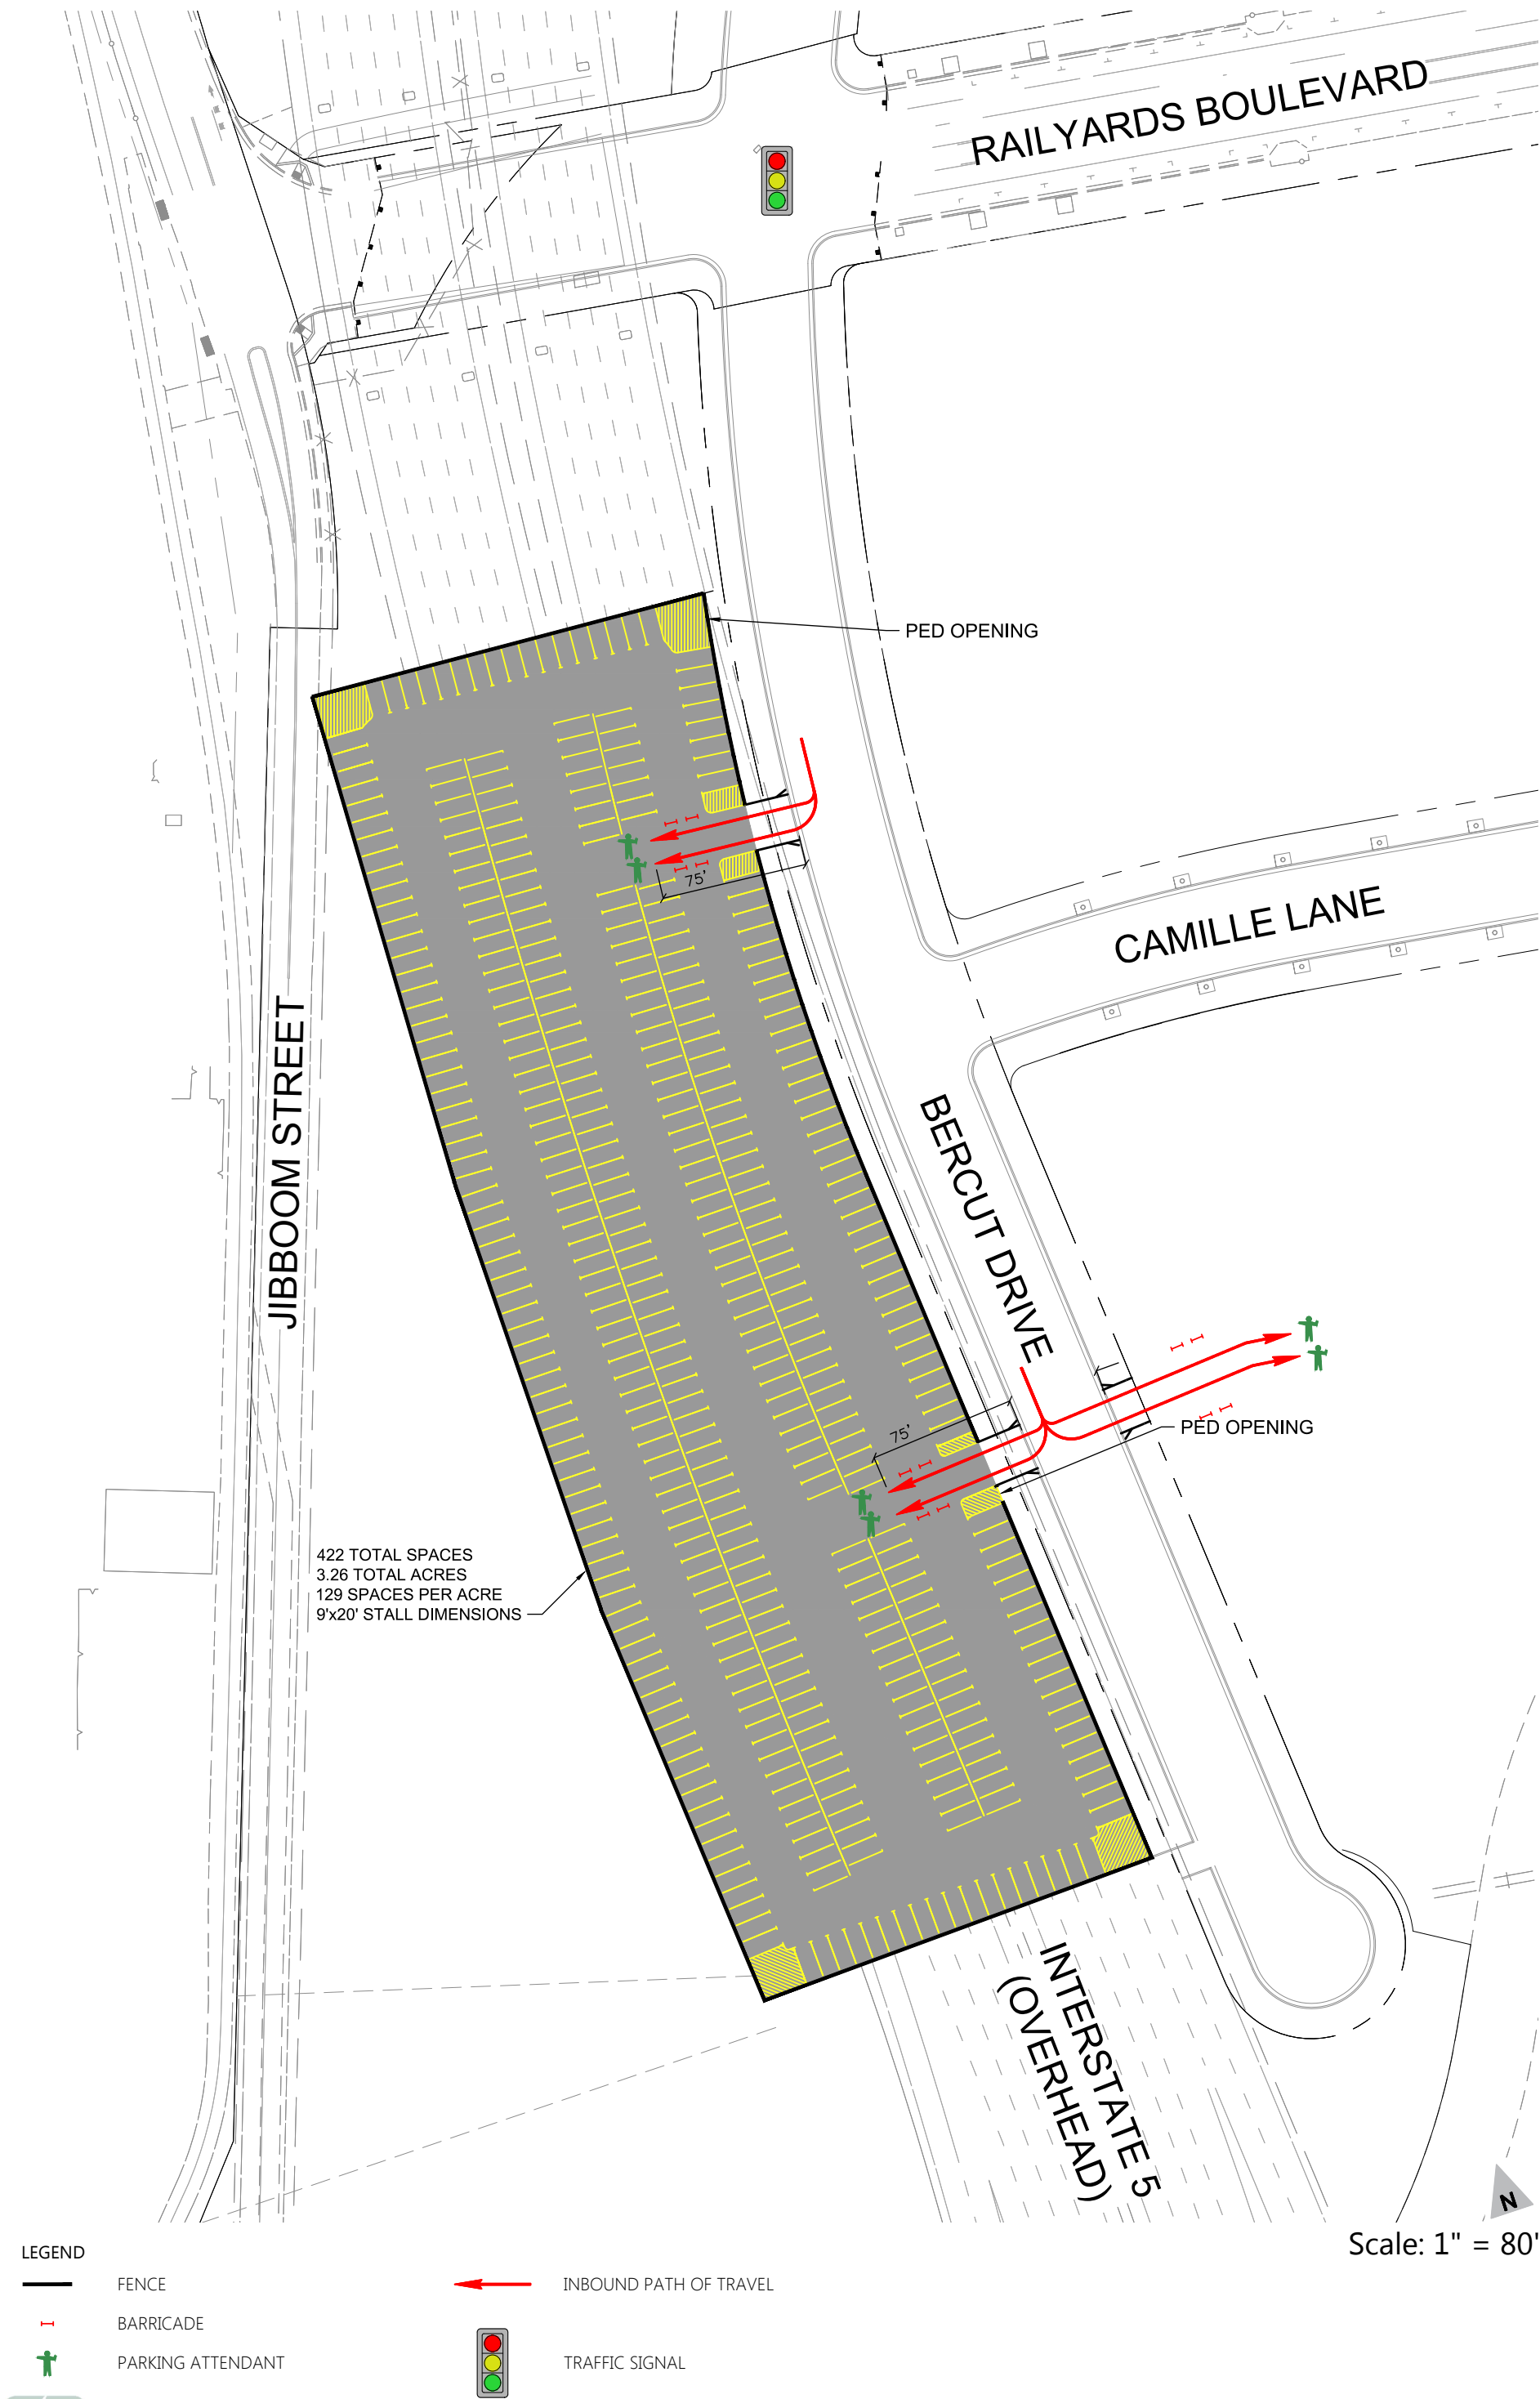 RAILYARDS BOULEVARD
PED OPENING
75'
CAMILLE LANE
JIBBOOM STREET
BERCUT DRIVE
75'
PED OPENING
422 TOTAL SPACES
3.26 TOTAL ACRES
129 SPACES PER ACRE
9'x20' STALL DIMENSIONS
INTERSTATE 5
(OVERHEAD)
N
Scale: 1" = 80'
LEGEND
FENCE
INBOUND PATH OF TRAVEL
BARRICADE
PARKING ATTENDANT
TRAFFIC SIGNAL